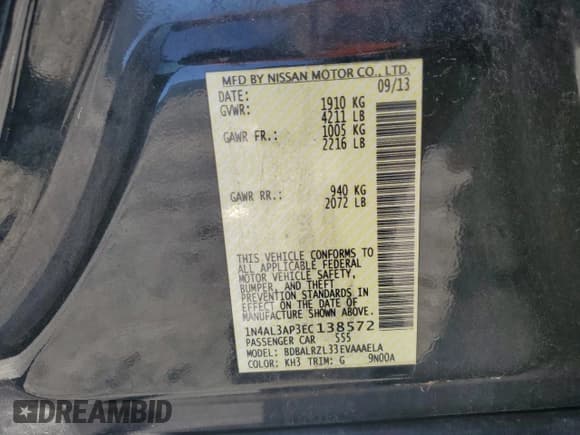 MFD BY NISSAN MOTOR CO., LTD.
DATE: 09/13
GVWR: 1910 KG
4211 LB
GAWR FR.: 1005 KG
2216 LB
GAWR RR.: 940 KG
2072 LB
THIS VEHICLE CONFORMS TO
ALL APPLICABLE FEDERAL
MOTOR VEHICLE SAFETY,
BUMPER, AND THEFT
PREVENTION STANDARDS IN
EFFECT ON THE DATE OF
MANUFACTURE SHOWN ABOVE.
1N4AL3AP3EC138572
PASSENGER CAR 555
MODEL: BDBALRZL33EVAAAELA
COLOR: KH3 TRIM: G 9N00A
DREAMBID